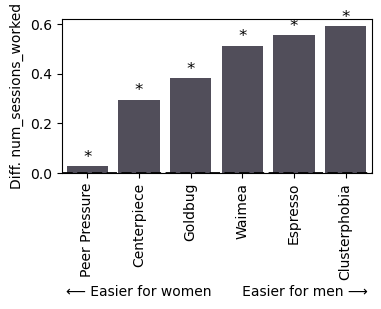 Diff. num_sessions_worked
0.6
0.4
0.2
0.0
*
*
*
*
*
*
Peer Pressure
Centerpiece
Goldbug
Waimea
Espresso
Clusterphobia
⟵ Easier for women
Easier for men ⟶